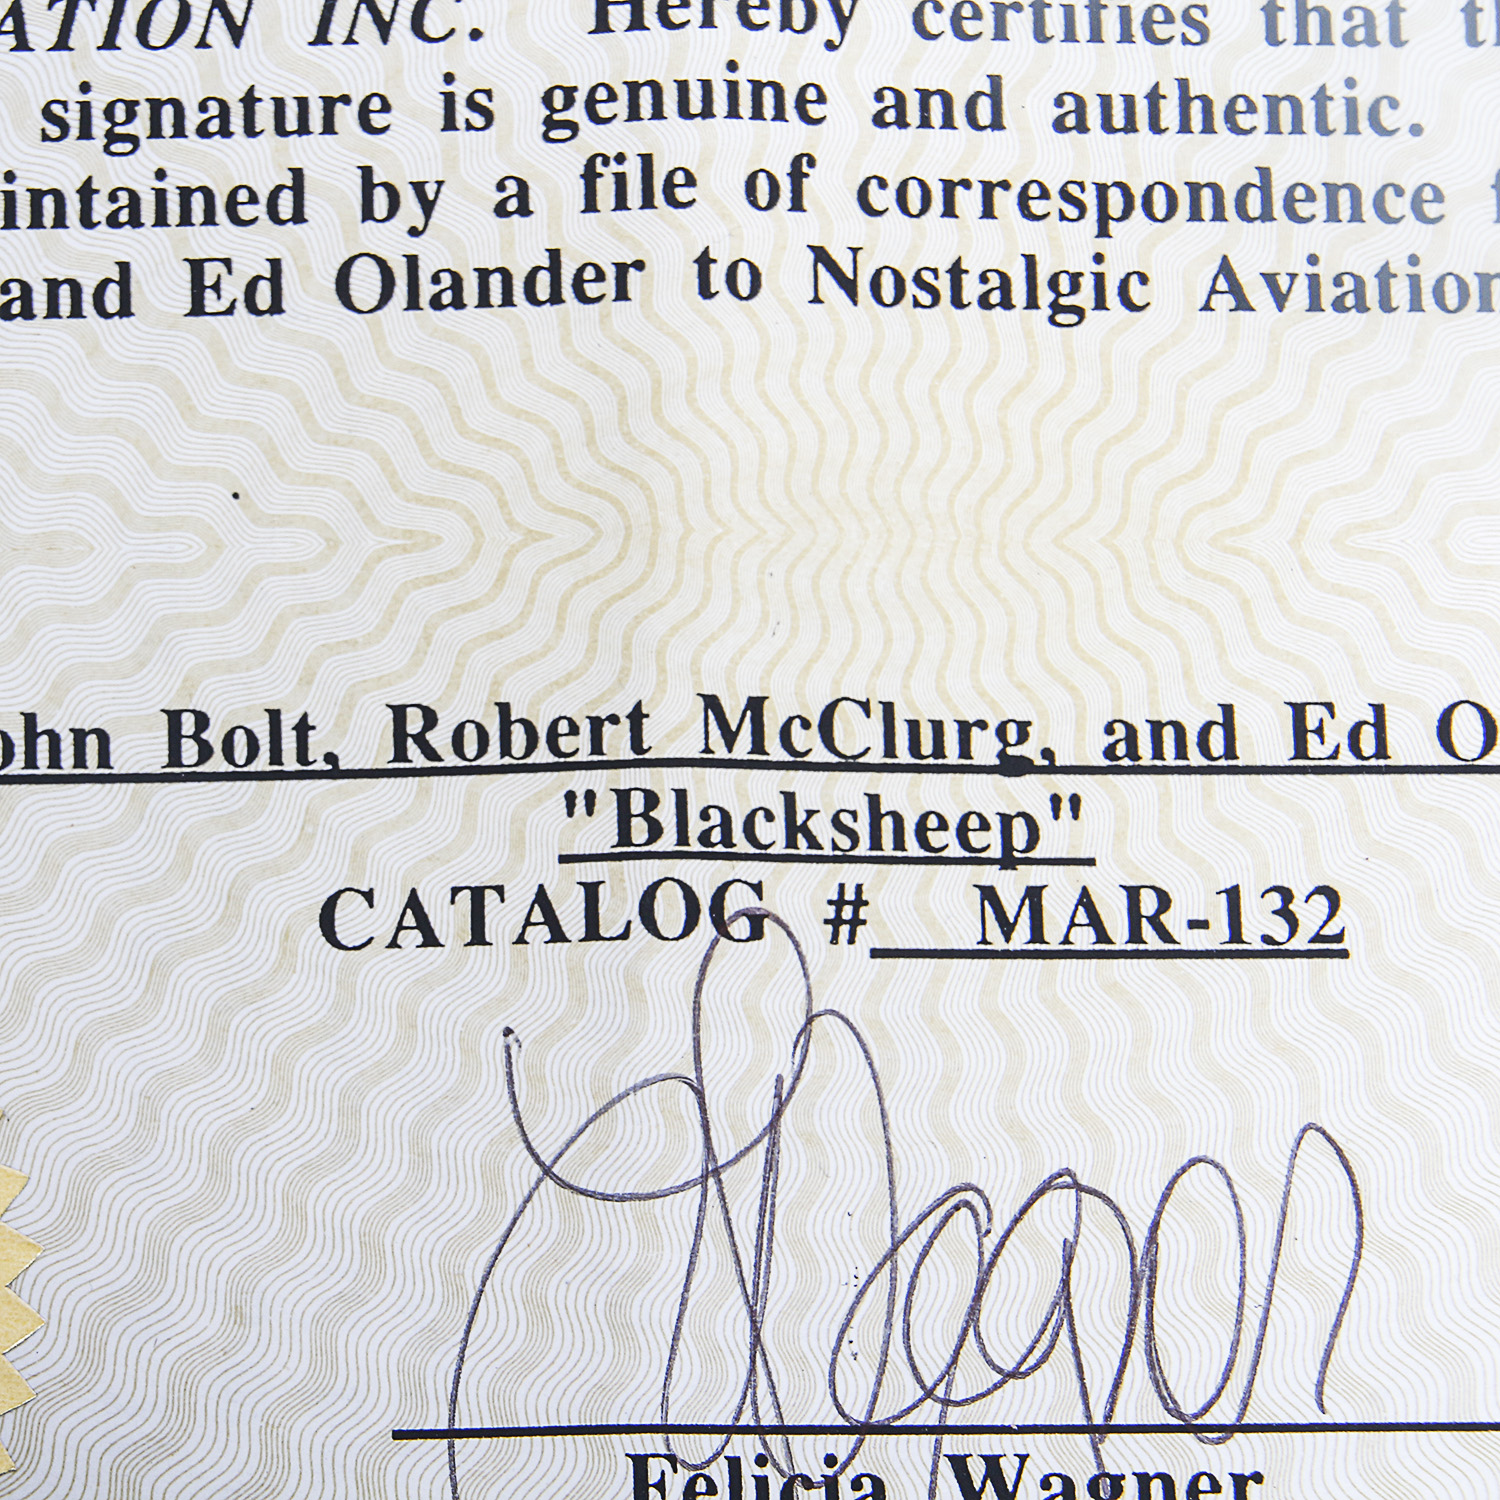 ATION INC. Hereby certifies that
signature is genuine and authentic.
intained by a file of correspondence
and Ed Olander to Nostalgic Aviation
ohn Bolt, Robert McClurg, and Ed O
"Blacksheep"
CATALOG # MAR-132
Felicia Wagner